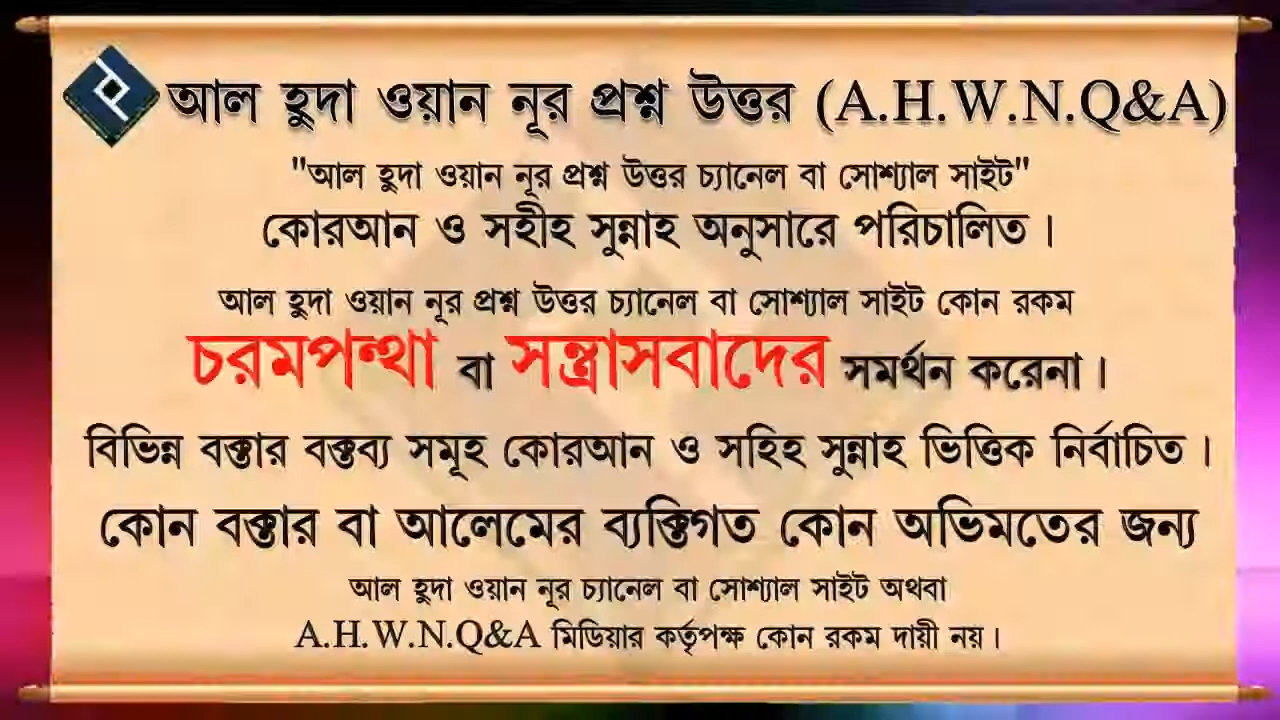 আল হুদা ওয়ান নূর প্রশ্ন উত্তর (A.H.W.N.Q&A)
"আল হুদা ওয়ান নূর প্রশ্ন উত্তর চ্যানেল বা সোশ্যাল সাইট"
কোরআন ও সহীহ সুন্নাহ অনুসারে পরিচালিত।
আল হুদা ওয়ান নূর প্রশ্ন উত্তর চ্যানেল বা সোশ্যাল সাইট কোন রকম
চরমপন্থা বা সন্ত্রাসবাদের সমর্থন করেনা।
বিভিন্ন বক্তার বক্তব্য সমূহ কোরআন ও সহিহ সুন্নাহ ভিত্তিক নির্বাচিত।
কোন বক্তার বা আলেমের ব্যক্তিগত কোন অভিমতের জন্য
আল হুদা ওয়ান নূর চ্যানেল বা সোশ্যাল সাইট অথবা
A.H.W.N.Q&A মিডিয়ার কর্তৃপক্ষ কোন রকম দায়ী নয়।